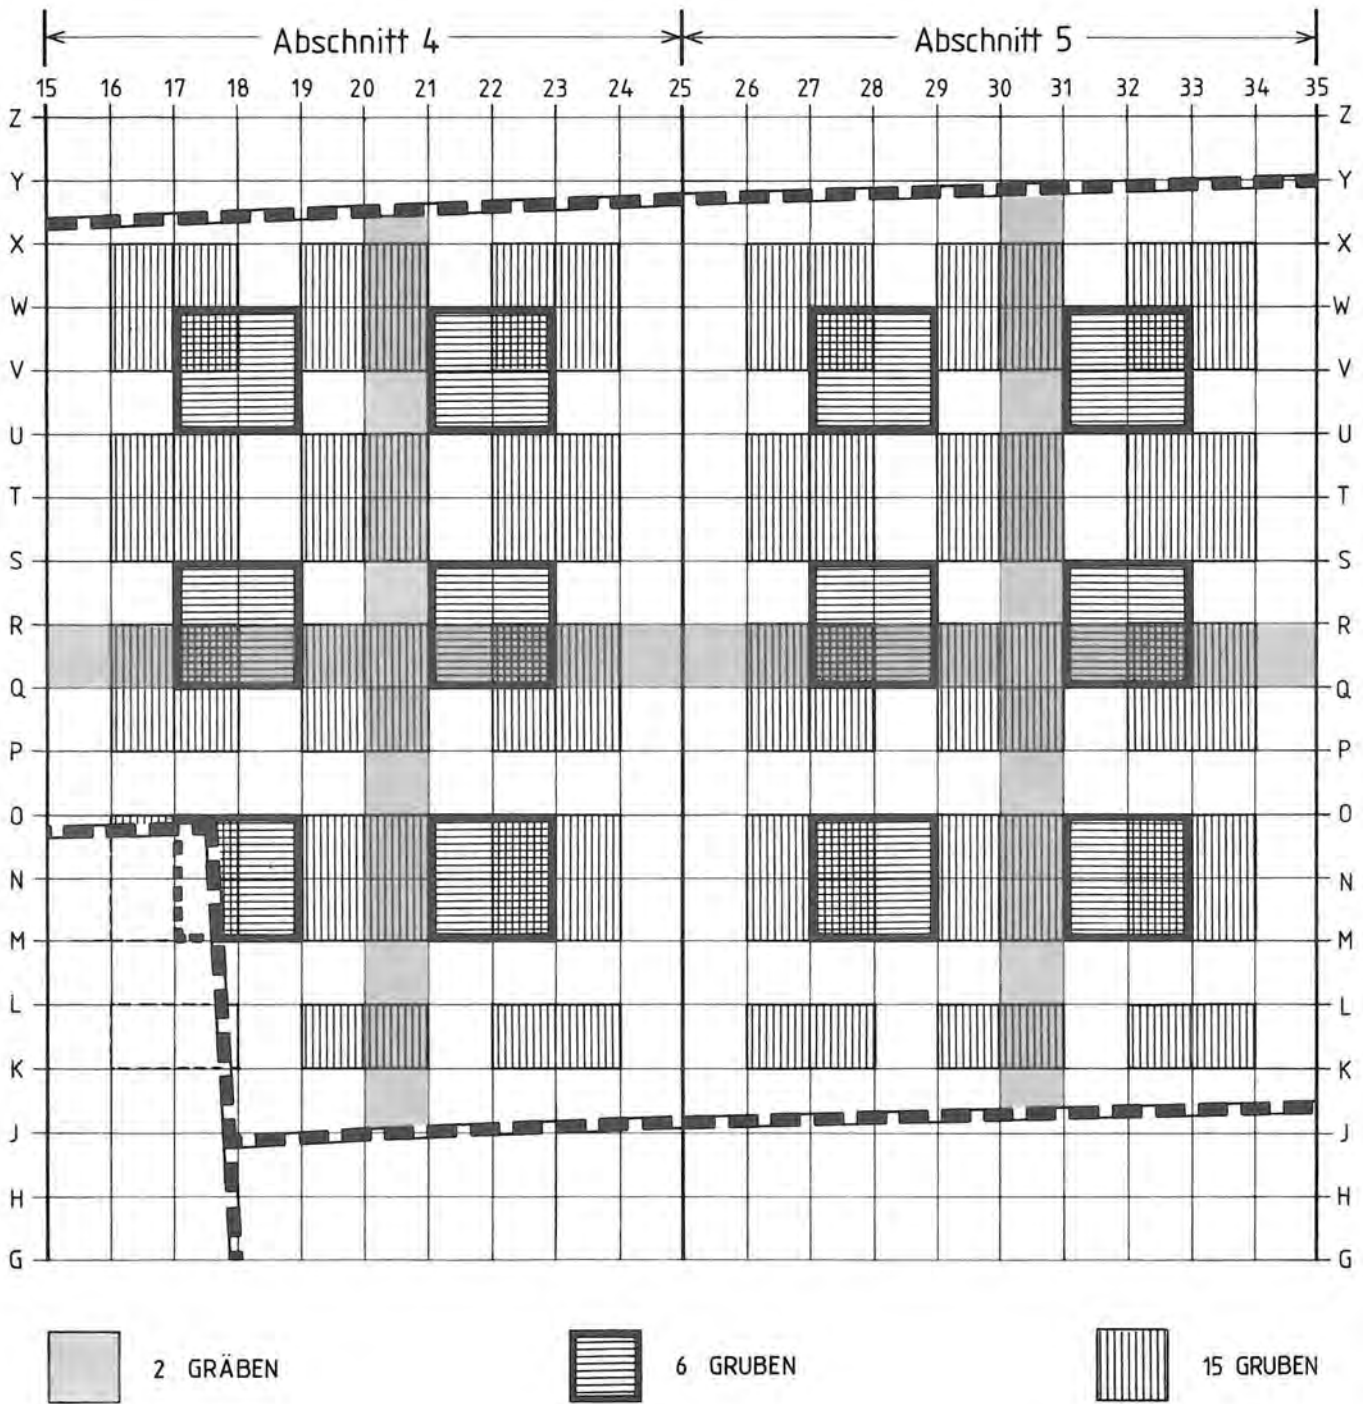 Abschnitt 4 Abschnitt 5
15 16 17 18 19 20 21 22 23 24 25 26 27 28 29 30 31 32 33 34 35
Z Z
Y Y
X X
W W
V V
U U
T T
S S
R R
Q Q
P P
O O
N N
M M
L L
K K
J J
H H
G G
2 GRÄBEN 6 GRUBEN 15 GRUBEN